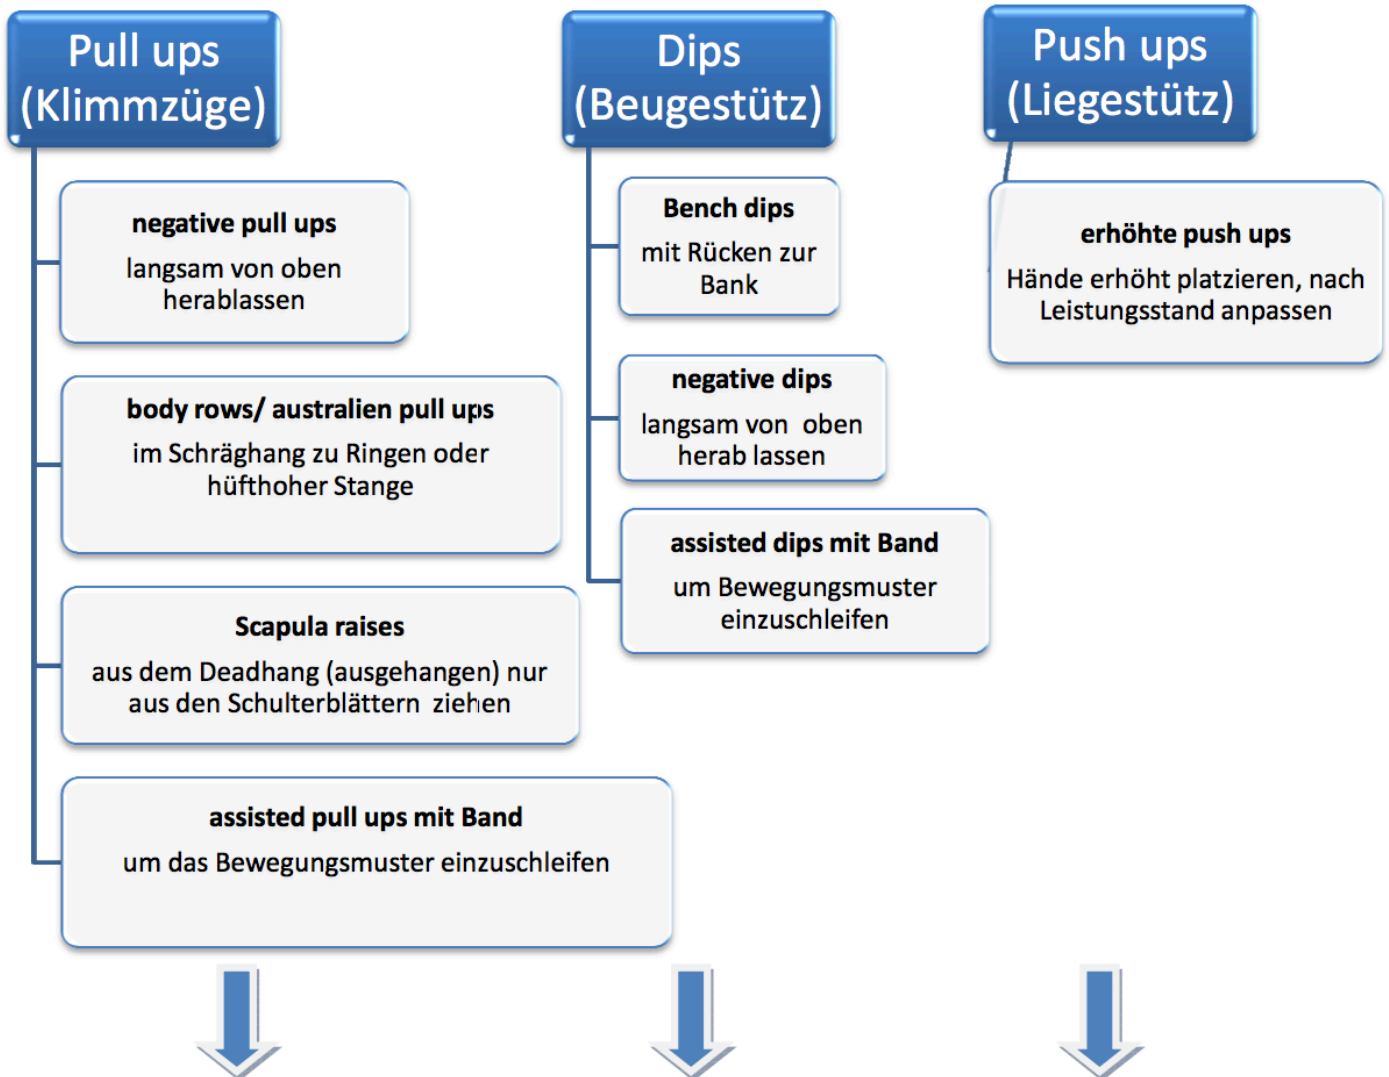 Pull ups
(Klimmzüge)
negative pull ups
langsam von oben
herablassen
body rows/ australien pull ups
im Schräghang zu Ringen oder
hüfthoher Stange
Scapula raises
aus dem Deadhang (ausgehangen) nur
aus den Schulterblättern ziehen
assisted pull ups mit Band
um das Bewegungsmuster einzuschleifen
Dips
(Beugestütz)
Bench dips
mit Rücken zur
Bank
negative dips
langsam von oben
herab lassen
assisted dips mit Band
um Bewegungsmuster
einzuschleifen
Push ups
(Liegestütz)
erhöhte push ups
Hände erhöht platzieren, nach
Leistungsstand anpassen